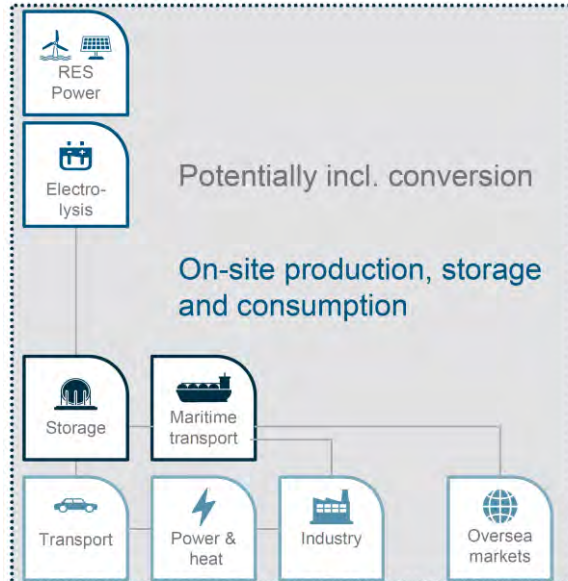 RES
Power
Electro-
lysis
Potentially incl. conversion
On-site production, storage
and consumption
Storage
Maritime
transport
Transport
Power &
heat
Industry
Oversea
markets